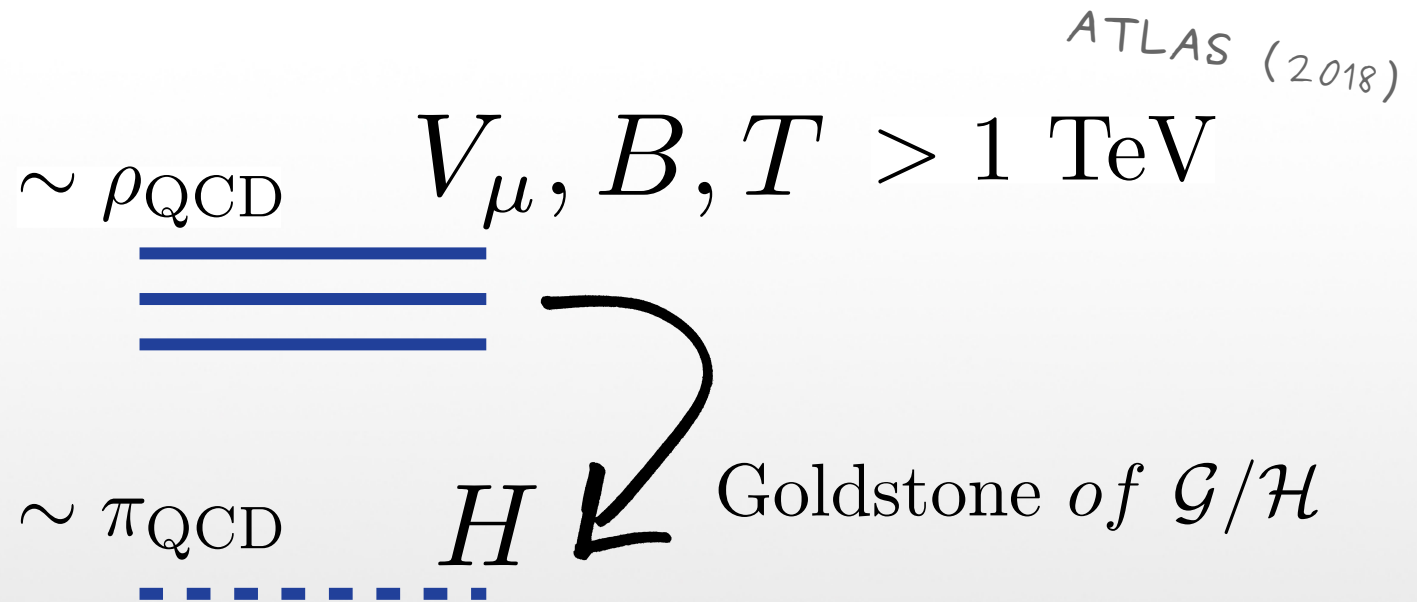 ATLAS (2018)
∼ ρ_QCD V_μ, B, T > 1 TeV
∼ π_QCD H Goldstone of 𝒢/ℋ